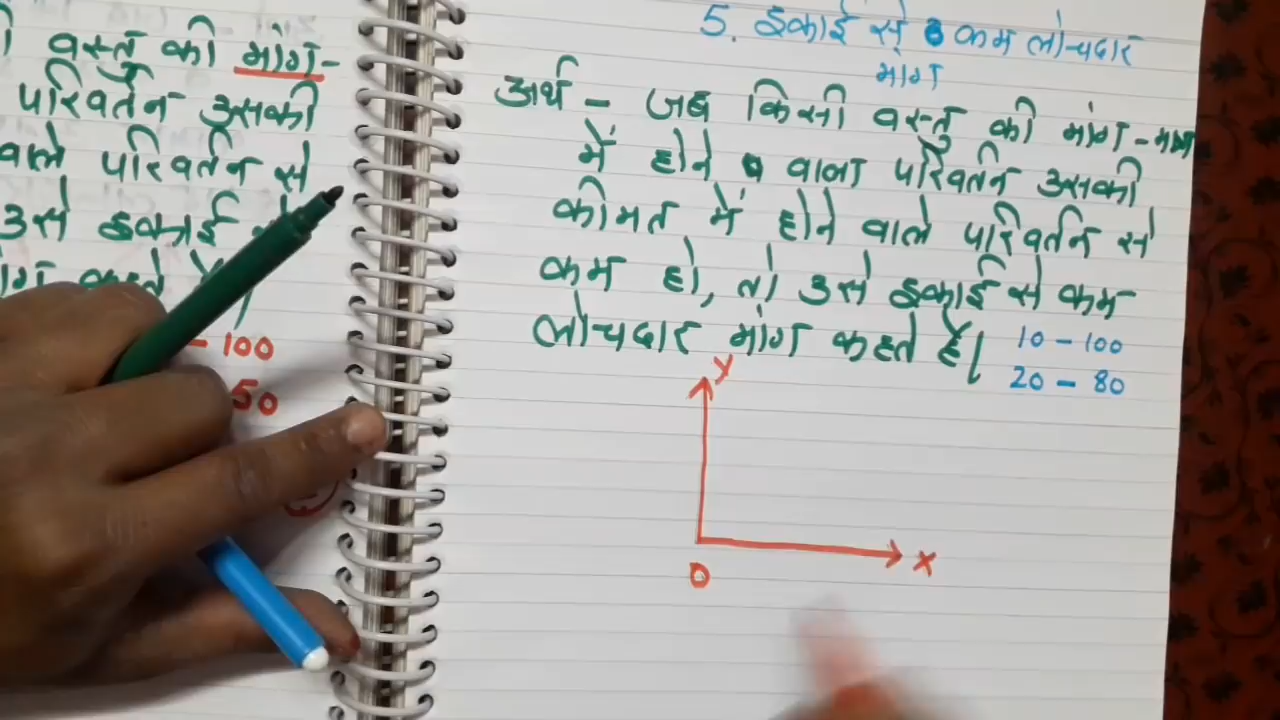 वस्तु की मांग-
परिवर्तन उसकी
वाले परिवर्तन से
उसे इकाई
- 100
50
5. इकाई से कम लोचदार
मांग
अर्थ - जब किसी वस्तु की मांग-
में होने वाला परिवर्तन उसकी
कीमत में होने वाले परिवर्तन से
कम हो, तो उसे इकाई से कम
लोचदार मांग कहते हैं।
10 - 100
20 - 80
Y
X
O